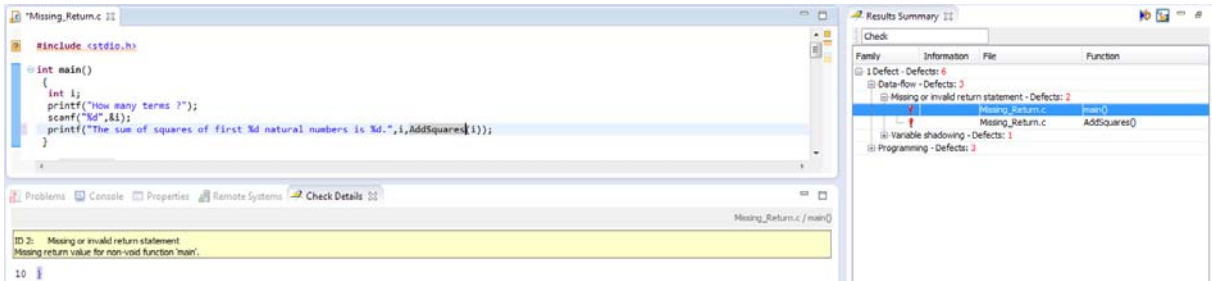 *Missing_Return.c
#include <stdio.h>
int main()
{
int i;
printf("How many terms ?");
scanf("%d",&i);
printf("The sum of squares of first %d natural numbers is %d.",i,AddSquares(i));
}
Problems Console Properties Remote Systems Check Details
Missing_Return.c / main()
ID 2: Missing or invalid return statement
Missing return value for non-void function 'main'.
10 }
Results Summary
Check
Family Information File Function
1 Defect - Defects: 6
Data-flow - Defects: 3
Missing or invalid return statement - Defects: 2
! Missing_Return.c main()
! Missing_Return.c AddSquares()
Variable shadowing - Defects: 1
Programming - Defects: 3